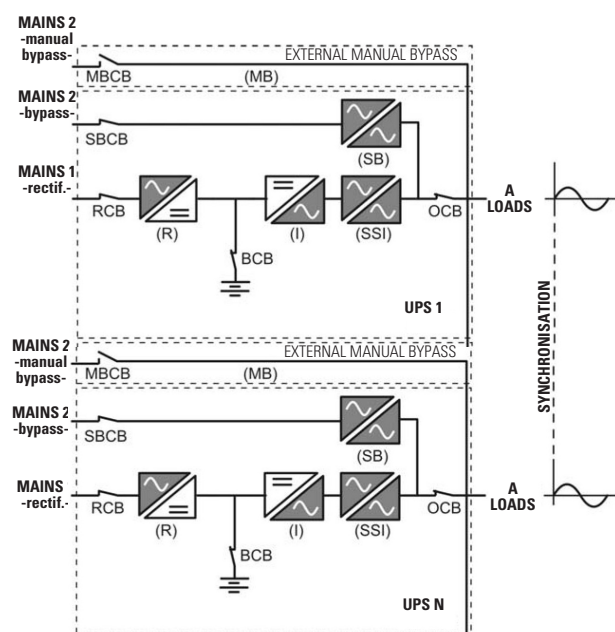 MAINS 2
-manual
bypass-
EXTERNAL MANUAL BYPASS
MBCB
(MB)
MAINS 2
-bypass-
SBCB
(SB)
MAINS 1
-rectif.-
RCB
(R)
(I)
(SSI)
OCB
A
LOADS
BCB
UPS 1
SYNCHRONISATION
MAINS 2
-manual
bypass-
EXTERNAL MANUAL BYPASS
MBCB
(MB)
MAINS 2
-bypass-
SBCB
(SB)
MAINS
-rectif.-
RCB
(R)
(I)
(SSI)
OCB
A
LOADS
BCB
UPS N